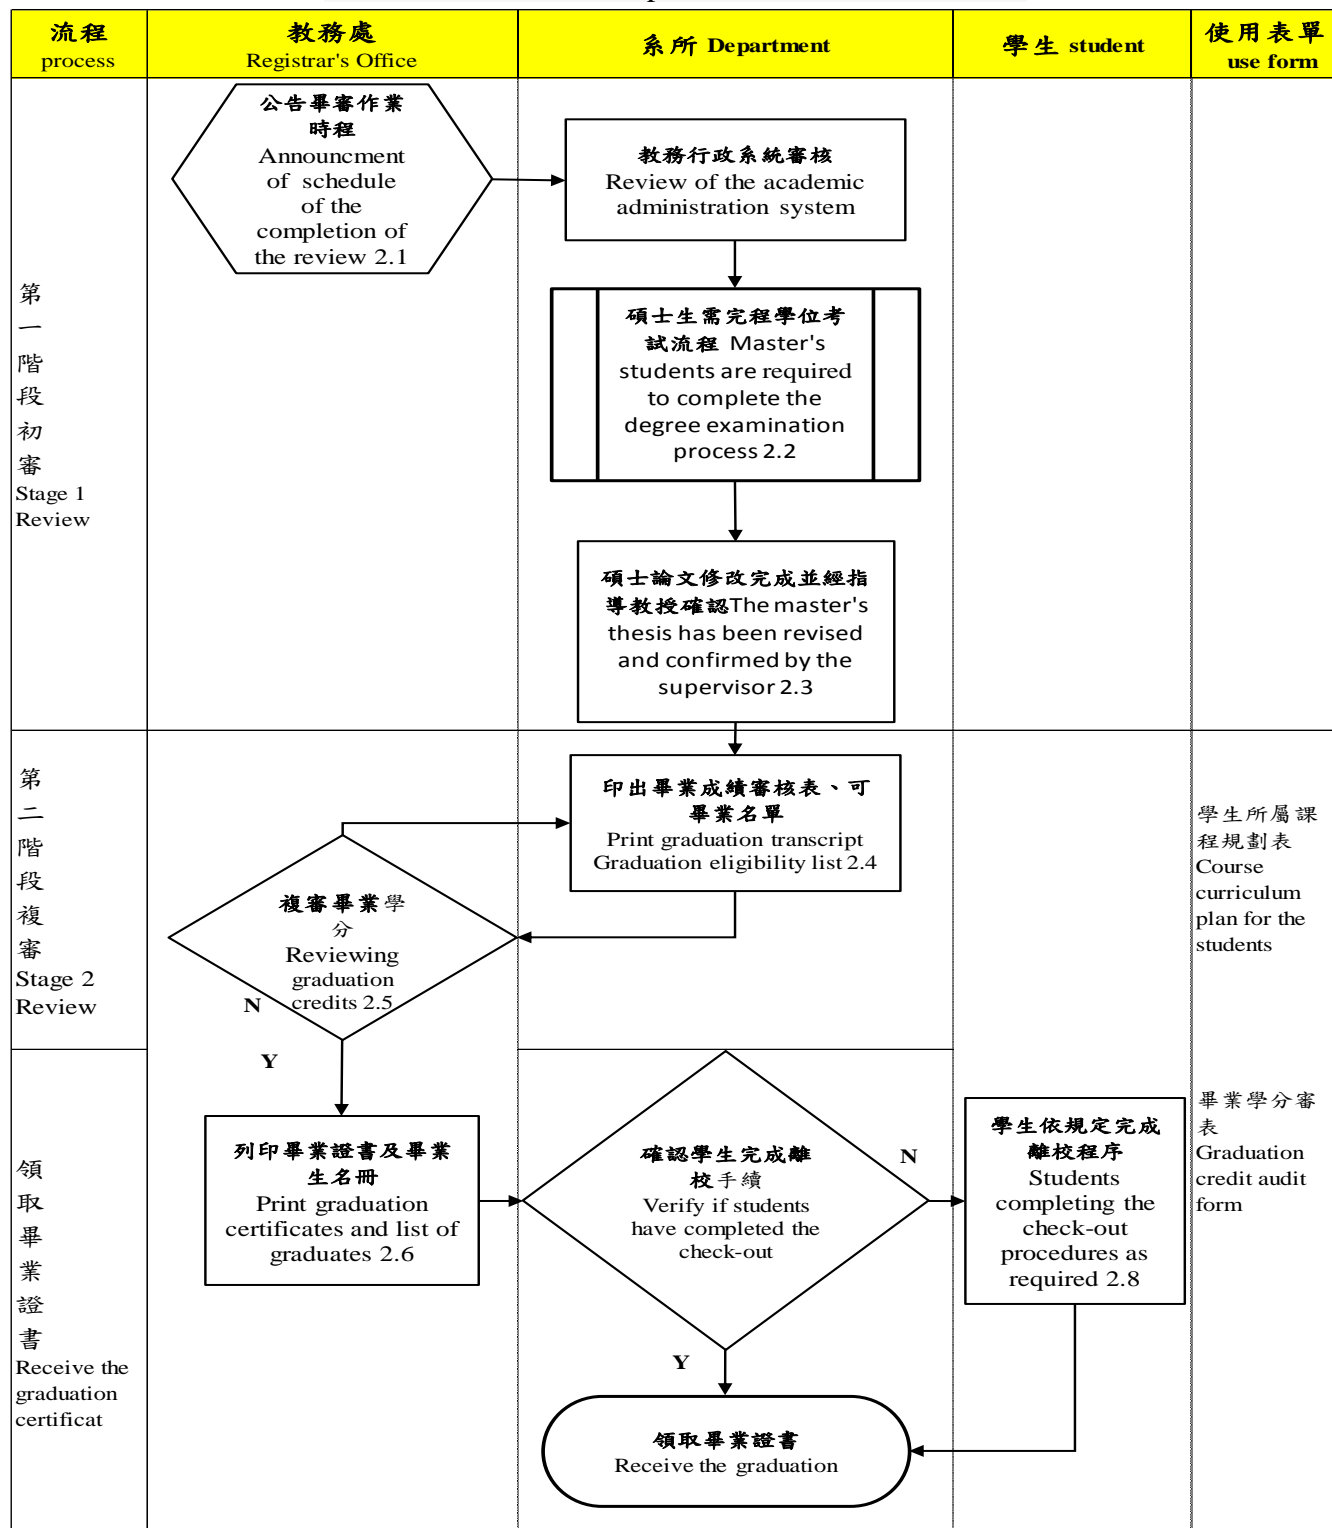 流程
process
教務處
Registrar's Office
系所 Department
學生 student
使用表單
use form
第
一
階
段
初
審
Stage 1
Review
公告畢審作業
時程
Announcment
of schedule
of the
completion of
the review 2.1
教務行政系統審核
Review of the academic
administration system
碩士生需完程學位考
試流程 Master's
students are required
to complete the
degree examination
process 2.2
碩士論文修改完成並經指
導教授確認The master's
thesis has been revised
and confirmed by the
supervisor 2.3
第
二
階
段
複
審
Stage 2
Review
印出畢業成績審核表、可
畢業名單
Print graduation transcript
Graduation eligibility list 2.4
複審畢業學
分
Reviewing
graduation
credits 2.5
N
Y
學生所屬課
程規劃表
Course
curriculum
plan for the
students
領
取
畢
業
證
書
Receive the
graduation
certificat
列印畢業證書及畢業
生名冊
Print graduation
certificates and list of
graduates 2.6
確認學生完成離
校手續
Verify if students
have completed the
check-out
N
Y
學生依規定完成
離校程序
Students
completing the
check-out
procedures as
required 2.8
畢業學分審
表
Graduation
credit audit
form
領取畢業證書
Receive the graduation